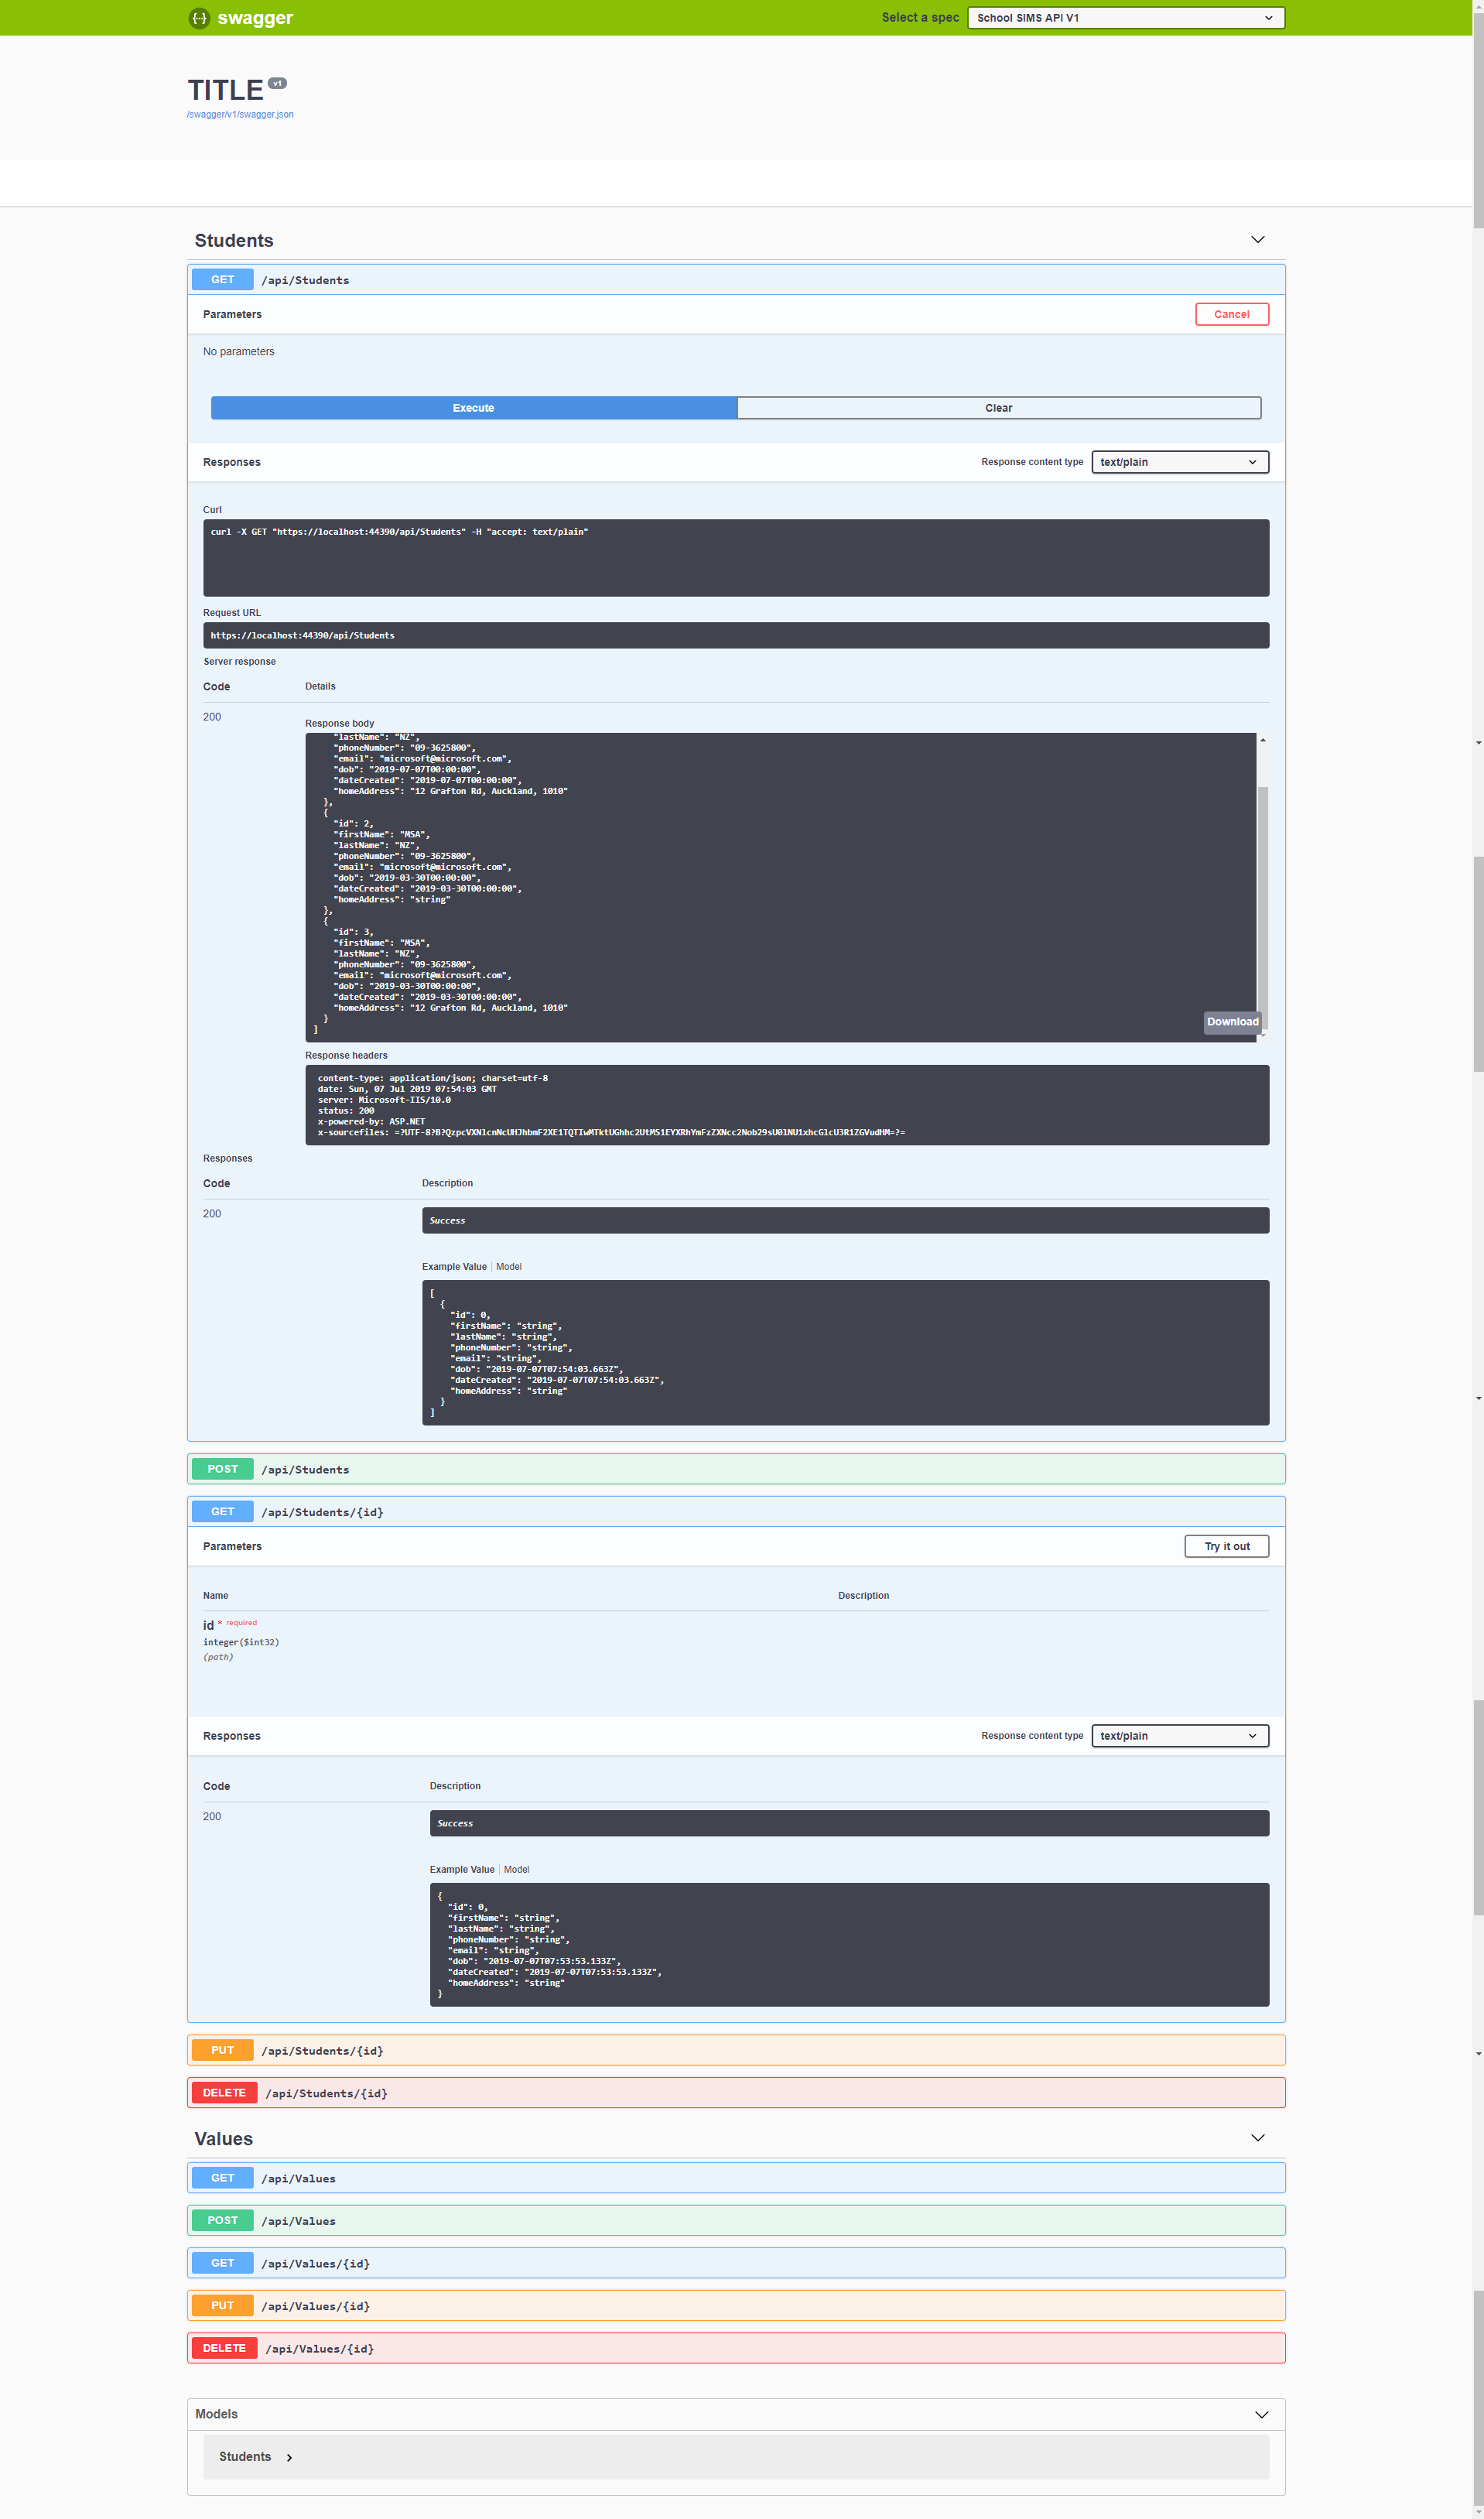 swagger
Select a spec
School SIMS API V1
TITLE v1
/swagger/v1/swagger.json
Students
GET /api/Students
Parameters
Cancel
No parameters
Execute
Clear
Responses
Response content type
text/plain
Curl
curl -X GET "https://localhost:44390/api/Students" -H "accept: text/plain"
Request URL
https://localhost:44390/api/Students
Server response
Code Details
200
Response body
"lastName": "NZ",
"phoneNumber": "09-3625800",
"email": "microsoft@microsoft.com",
"dob": "2019-07-07T00:00:00",
"dateCreated": "2019-07-07T00:00:00",
"homeAddress": "12 Grafton Rd, Auckland, 1010"
},
{
"id": 2,
"firstName": "MSA",
"lastName": "NZ",
"phoneNumber": "09-3625800",
"email": "microsoft@microsoft.com",
"dob": "2019-03-30T00:00:00",
"dateCreated": "2019-03-30T00:00:00",
"homeAddress": "string"
},
{
"id": 3,
"firstName": "MSA",
"lastName": "NZ",
"phoneNumber": "09-3625800",
"email": "microsoft@microsoft.com",
"dob": "2019-03-30T00:00:00",
"dateCreated": "2019-03-30T00:00:00",
"homeAddress": "12 Grafton Rd, Auckland, 1010"
}
]
Download
Response headers
content-type: application/json; charset=utf-8
date: Sun, 07 Jul 2019 07:54:03 GMT
server: Microsoft-IIS/10.0
status: 200
x-powered-by: ASP.NET
x-sourcefiles:
Responses
Code Description
200
Success
Example Value Model
[
{
"id": 0,
"firstName": "string",
"lastName": "string",
"phoneNumber": "string",
"email": "string",
"dob": "2019-07-07T07:54:03.663Z",
"dateCreated": "2019-07-07T07:54:03.663Z",
"homeAddress": "string"
}
]
POST /api/Students
GET /api/Students/{id}
Parameters
Try it out
Name Description
id * required
integer($int32)
(path)
Responses
Response content type
text/plain
Code Description
200
Success
Example Value Model
{
"id": 0,
"firstName": "string",
"lastName": "string",
"phoneNumber": "string",
"email": "string",
"dob": "2019-07-07T07:53:53.133Z",
"dateCreated": "2019-07-07T07:53:53.133Z",
"homeAddress": "string"
}
PUT /api/Students/{id}
DELETE /api/Students/{id}
Values
GET /api/Values
POST /api/Values
GET /api/Values/{id}
PUT /api/Values/{id}
DELETE /api/Values/{id}
Models
Students